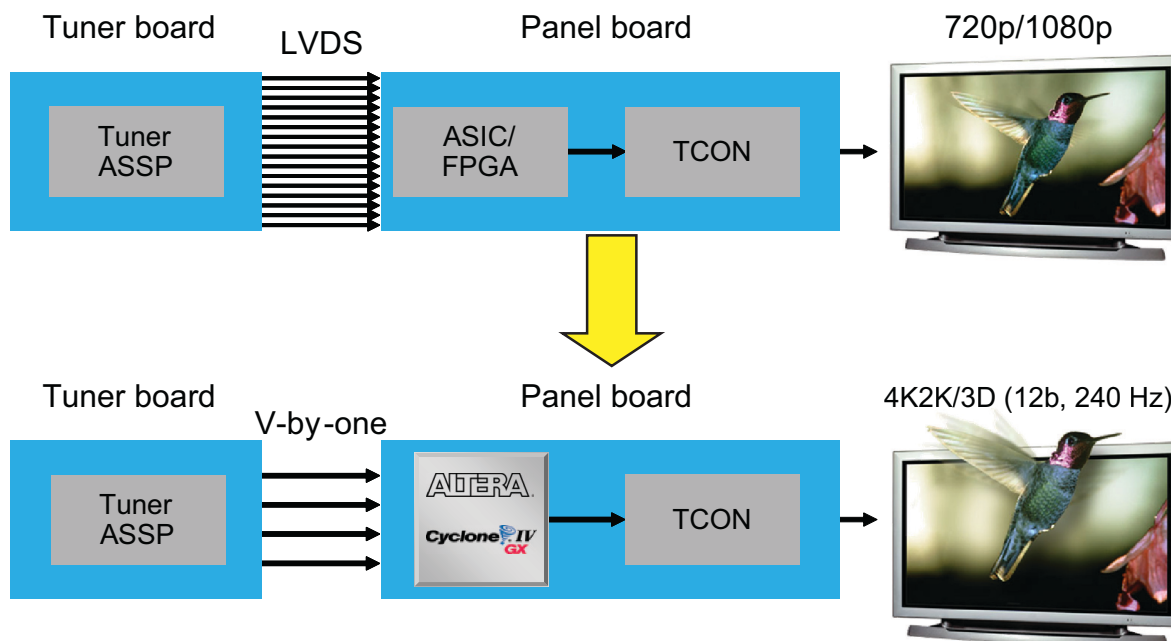 Tuner board
LVDS
Panel board
720p/1080p
Tuner
ASSP
ASIC/
FPGA
TCON
Tuner board
V-by-one
Panel board
4K2K/3D (12b, 240 Hz)
Tuner
ASSP
ALTERA.
Cyclone IV
GX
TCON